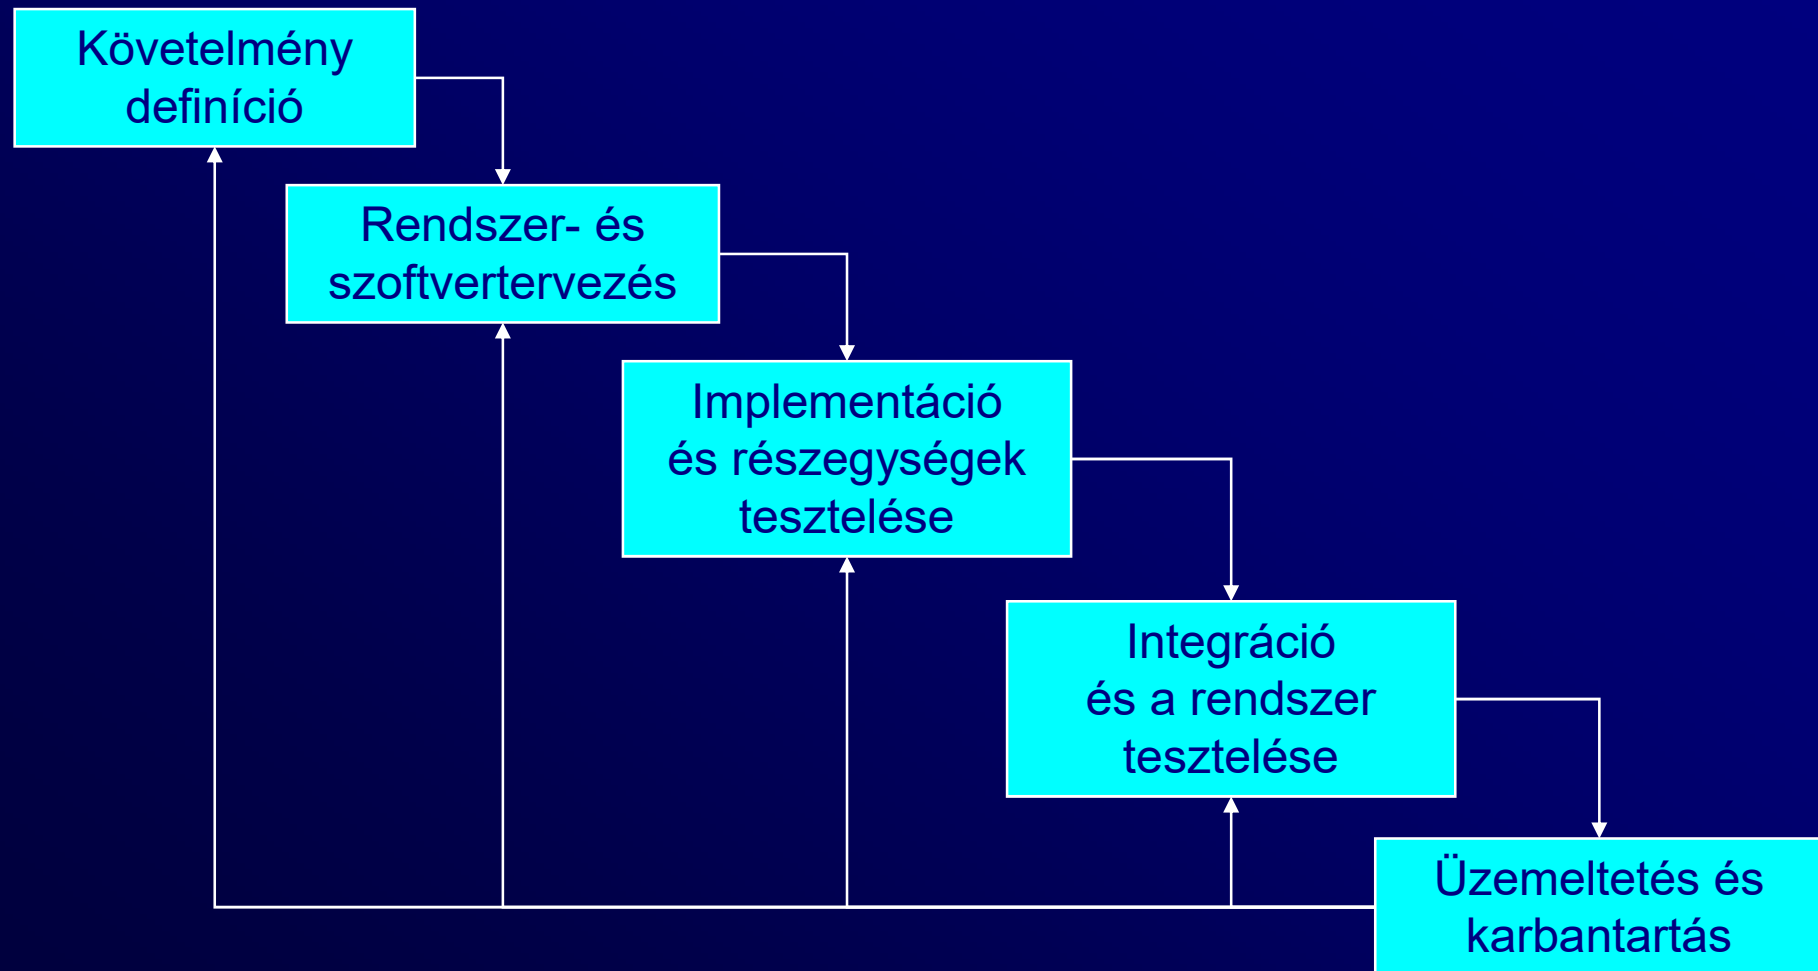 Követelmény
definíció
Rendszer- és
szoftvertervezés
Implementáció
és részegységek
tesztelése
Integráció
és a rendszer
tesztelése
Üzemeltetés és
karbantartás